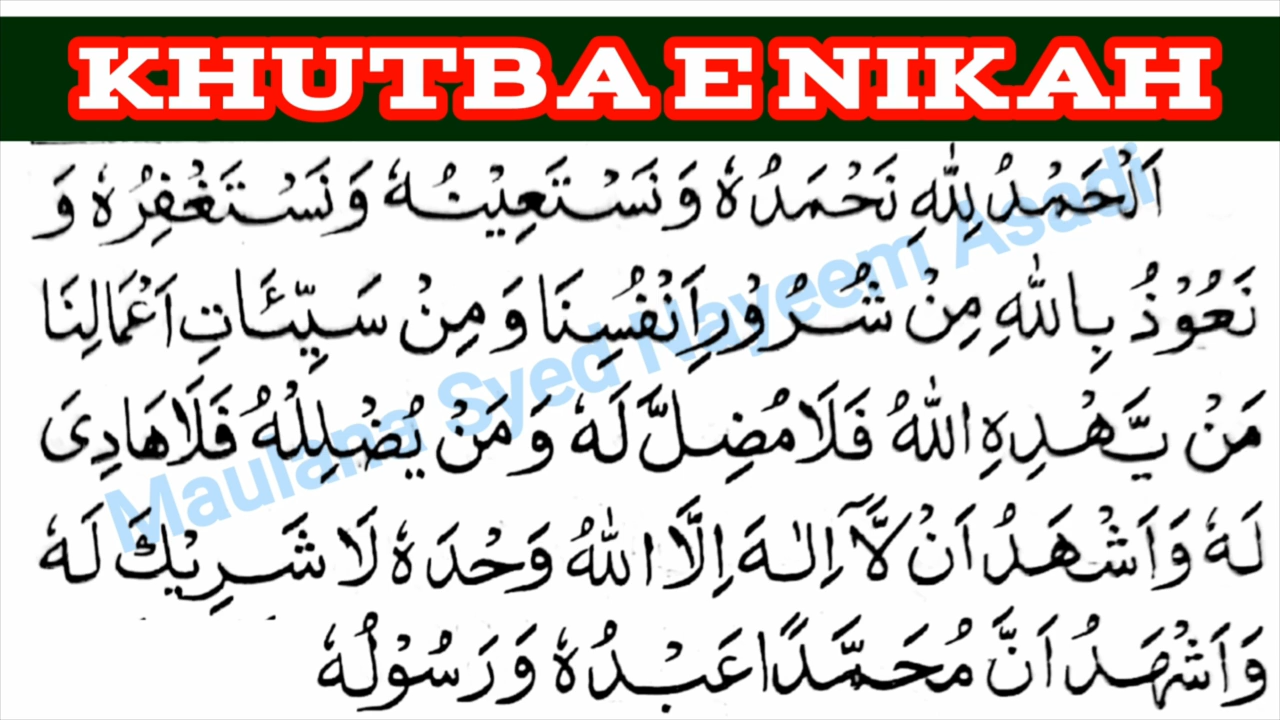 KHUTBA E NIKAH
اَلْحَمْدُ لِلّٰهِ نَحْمَدُهٗ وَنَسْتَعِيْنُهٗ وَنَسْتَغْفِرُهٗ وَ
نَعُوْذُ بِاللّٰهِ مِنْ شُرُوْرِ اَنْفُسِنَا وَمِنْ سَيِّئَاتِ اَعْمَالِنَا
مَنْ يَّهْدِهِ اللّٰهُ فَلَا مُضِلَّ لَهٗ وَمَنْ يُضْلِلْهُ فَلَا هَادِىَ
لَهٗ وَاَشْهَدُ اَنْ لَّآ اِلٰهَ اِلَّا اللّٰهُ وَحْدَهٗ لَا شَرِيْكَ لَهٗ
وَاَشْهَدُ اَنَّ مُحَمَّدًا عَبْدُهٗ وَرَسُوْلُهٗ
Maulana Syed Nayeem Asadi